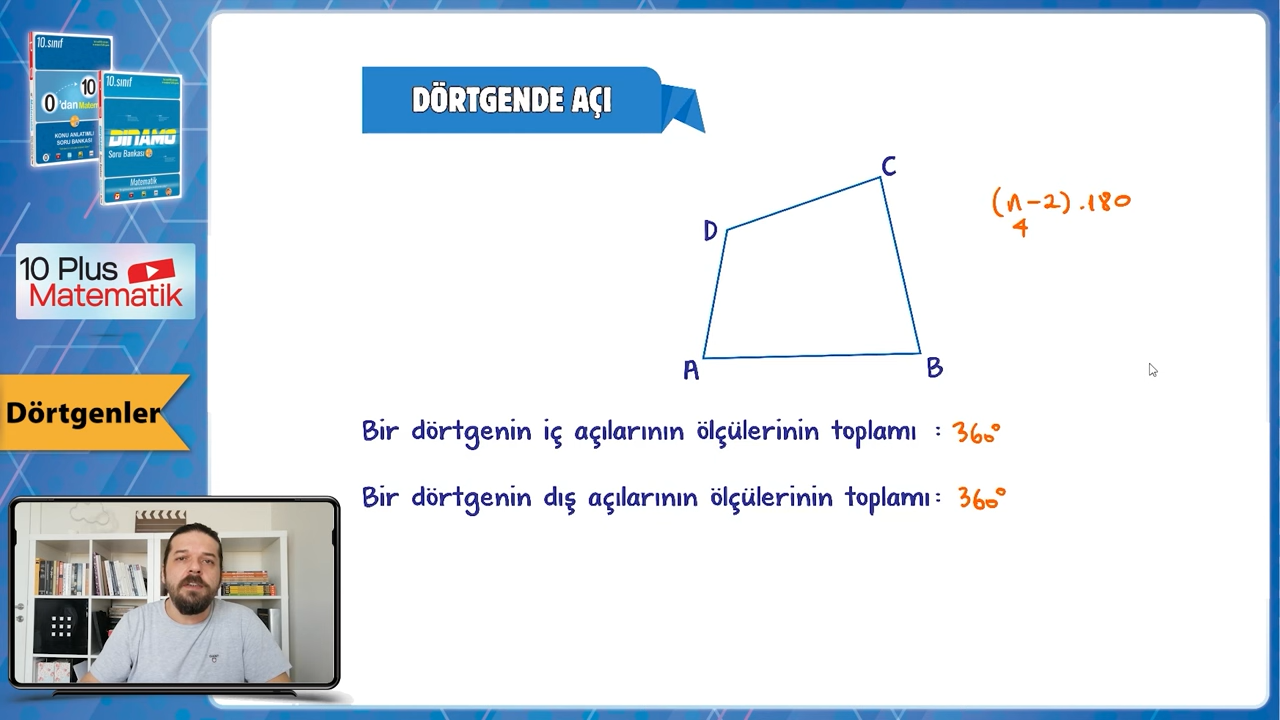 10.sınıf
10
0 'dan Matem
KONU ANLATIMLI
SORU BANKASI
10.sınıf
DİNAMO
Soru Bankası
Matematik
10 Plus
Matematik
Dörtgenler
DÖRTGENDE AÇI
C
D
A
B
(n-2).180
4
Bir dörtgenin iç açılarının ölçülerinin toplamı : 360°
Bir dörtgenin dış açılarının ölçülerinin toplamı: 360°